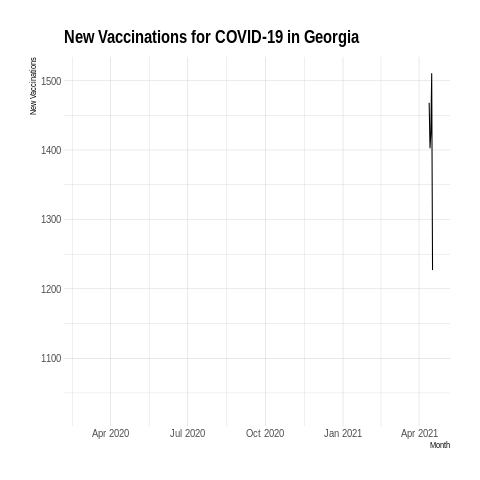 New Vaccinations for COVID-19 in Georgia
New Vaccinations
1500
1400
1300
1200
1100
Apr 2020 Jul 2020 Oct 2020 Jan 2021 Apr 2021
Month